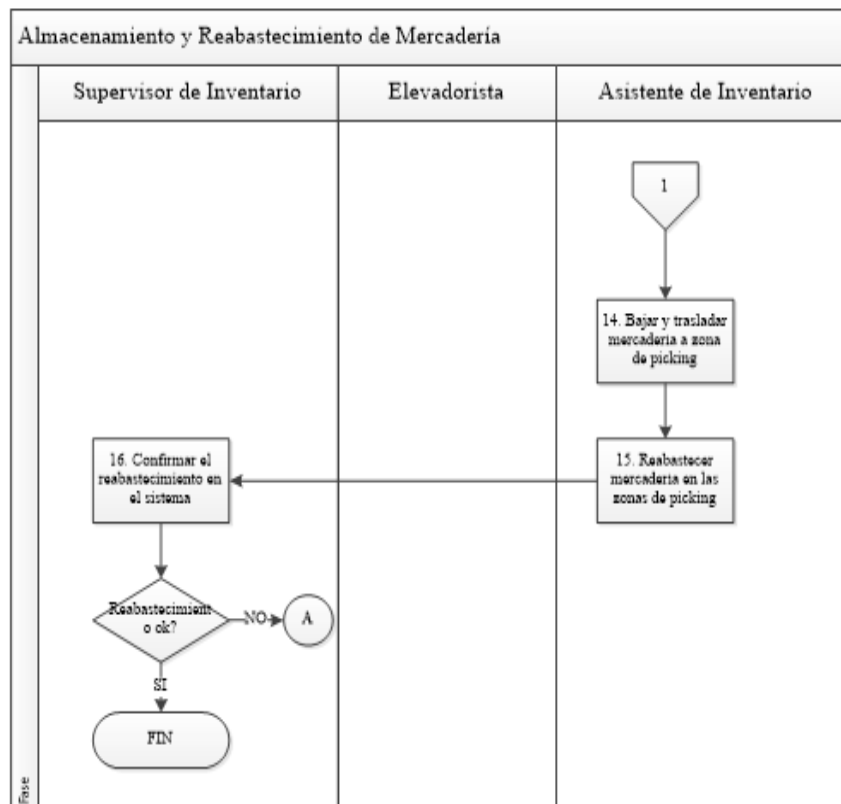 Almacenamiento y Reabastecimiento de Mercadería
Supervisor de Inventario
Elevadorista
Asistente de Inventario
1
14. Bajar y trasladar
mercadería a zona
de picking
15. Reabastecer
mercadería en las
zonas de picking
16. Confirmar el
reabastecimiento en
el sistema
Reabastecimient
o ok?
NO
A
SI
FIN
Fase